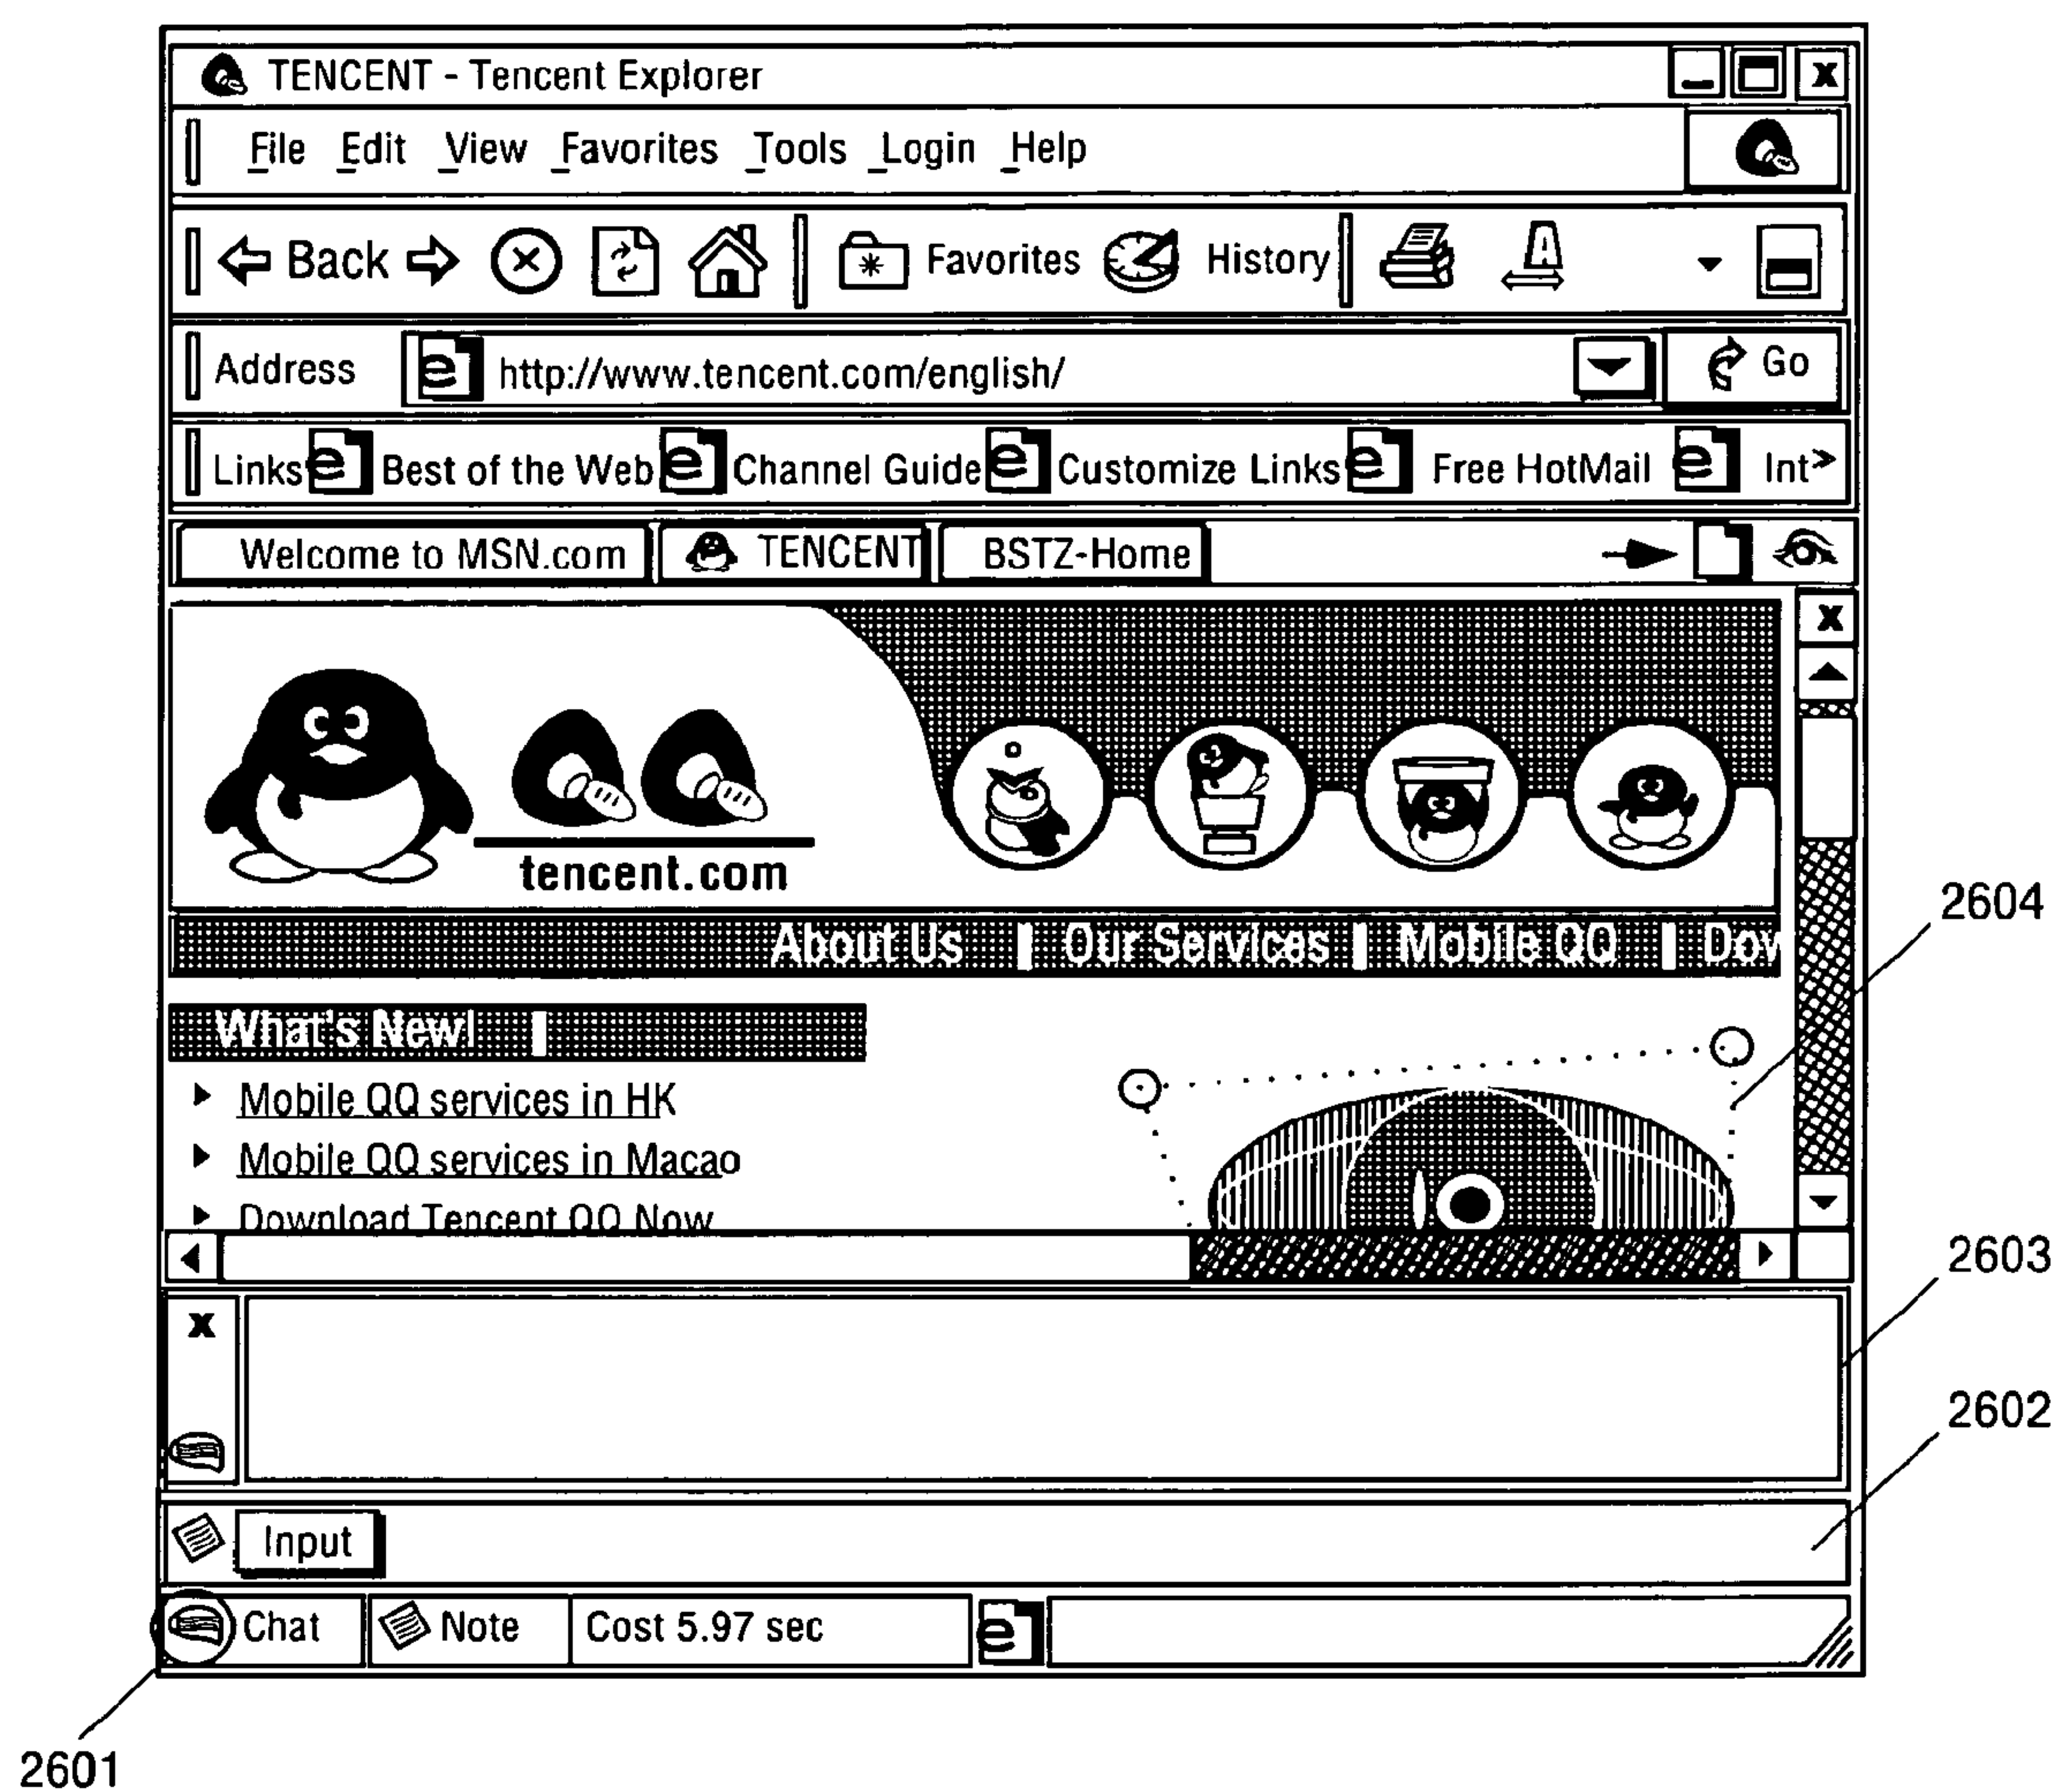 TENCENT - Tencent Explorer
File Edit View Favorites Tools Login Help
Back Favorites History A
Address e http://www.tencent.com/english/ Go
Links e Best of the Web e Channel Guide e Customize Links e Free HotMail e Int>
Welcome to MSN.com TENCENT BSTZ-Home
x
tencent.com
2604
About Us Our Services Mobile QQ Dow
What's New!
Mobile QQ services in HK
Mobile QQ services in Macao
Download Tencent QQ Now
2603
x
2602
Input
Chat Note Cost 5.97 sec e
2601